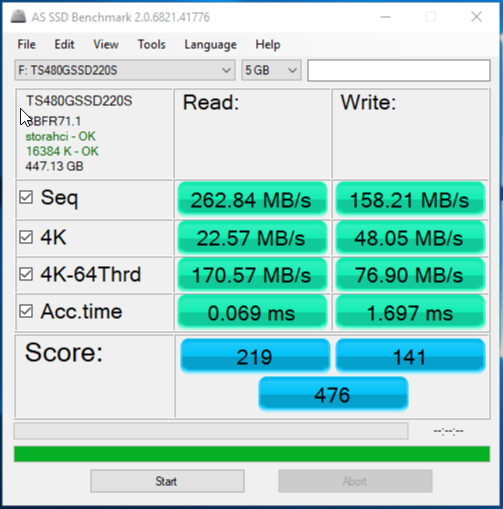 AS SSD Benchmark 2.0.6821.41776
File Edit View Tools Language Help
F: TS480GSSD220S 5 GB
TS480GSSD220S
BFR71.1
storahci - OK
16384 K - OK
447.13 GB
Read: Write:
Seq 262.84 MB/s 158.21 MB/s
4K 22.57 MB/s 48.05 MB/s
4K-64Thrd 170.57 MB/s 76.90 MB/s
Acc.time 0.069 ms 1.697 ms
Score: 219 141
476
--:--:--
Start Abort